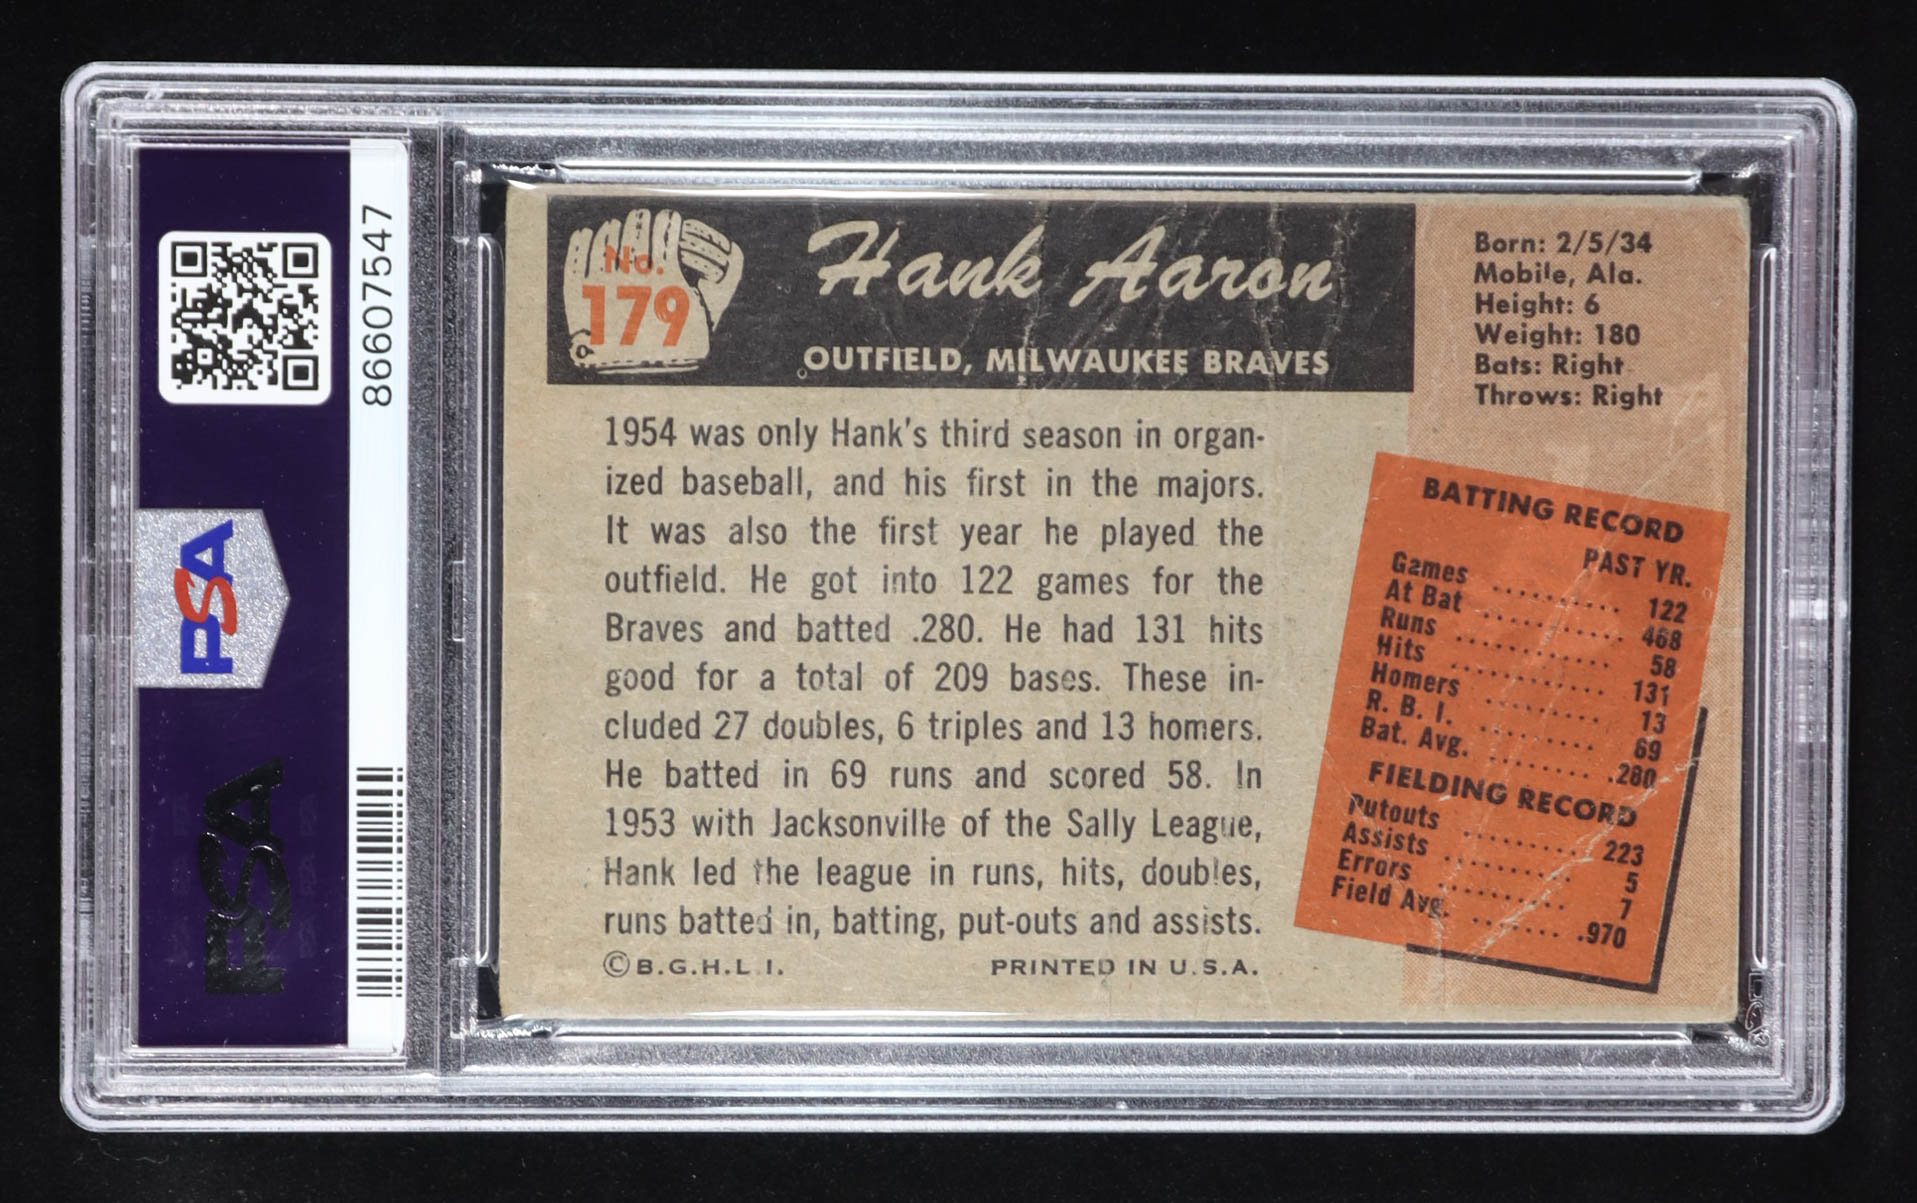 86607547
PSA
PSA
No.
179
Hank Aaron
OUTFIELD, MILWAUKEE BRAVES
Born: 2/5/34
Mobile, Ala.
Height: 6
Weight: 180
Bats: Right
Throws: Right
1954 was only Hank's third season in organ-
ized baseball, and his first in the majors.
It was also the first year he played the
outfield. He got into 122 games for the
Braves and batted .280. He had 131 hits
good for a total of 209 bases. These in-
cluded 27 doubles, 6 triples and 13 homers.
He batted in 69 runs and scored 58. In
1953 with Jacksonville of the Sally League,
Hank led the league in runs, hits, doubles,
runs batted in, batting, put-outs and assists.
© B.G.H.L.I. PRINTED IN U.S.A.
BATTING RECORD
PAST YR.
Games .......... 122
At Bat .......... 468
Runs .......... 58
Hits .......... 131
Homers .......... 13
R. B. I. .......... 69
Bat. Avg. .......... .280
FIELDING RECORD
Putouts .......... 223
Assists .......... 5
Errors .......... 7
Field Avg. .......... .970